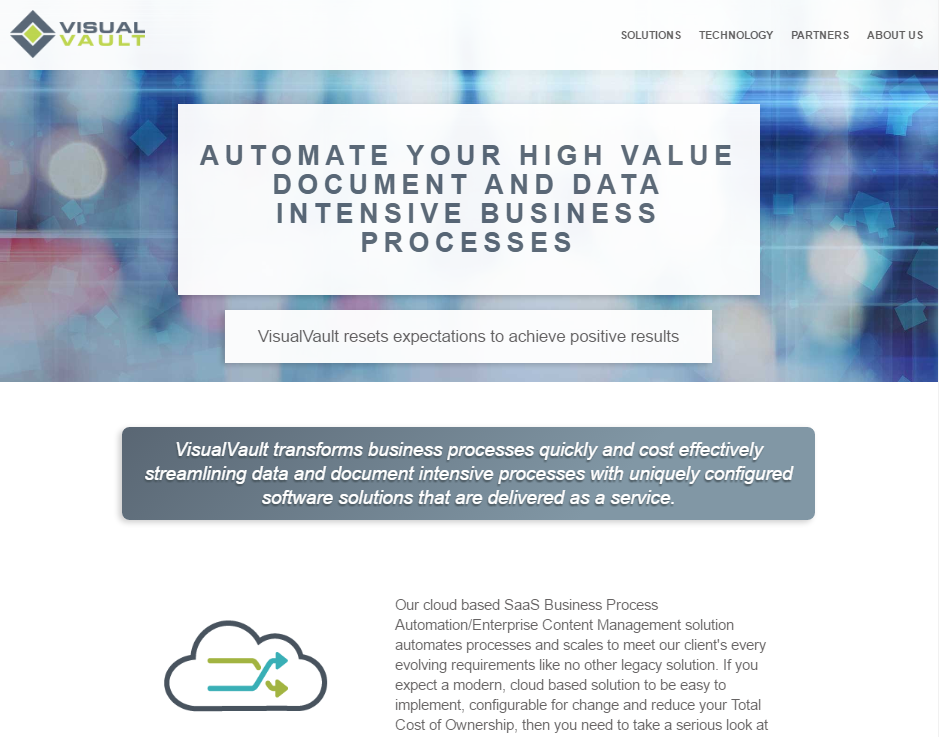 VISUAL
VAULT
SOLUTIONS TECHNOLOGY PARTNERS ABOUT US
AUTOMATE YOUR HIGH VALUE
DOCUMENT AND DATA
INTENSIVE BUSINESS
PROCESSES
VisualVault resets expectations to achieve positive results
VisualVault transforms business processes quickly and cost effectively
streamlining data and document intensive processes with uniquely configured
software solutions that are delivered as a service.
Our cloud based SaaS Business Process
Automation/Enterprise Content Management solution
automates processes and scales to meet our client's every
evolving requirements like no other legacy solution. If you
expect a modern, cloud based solution to be easy to
implement, configurable for change and reduce your Total
Cost of Ownership, then you need to take a serious look at